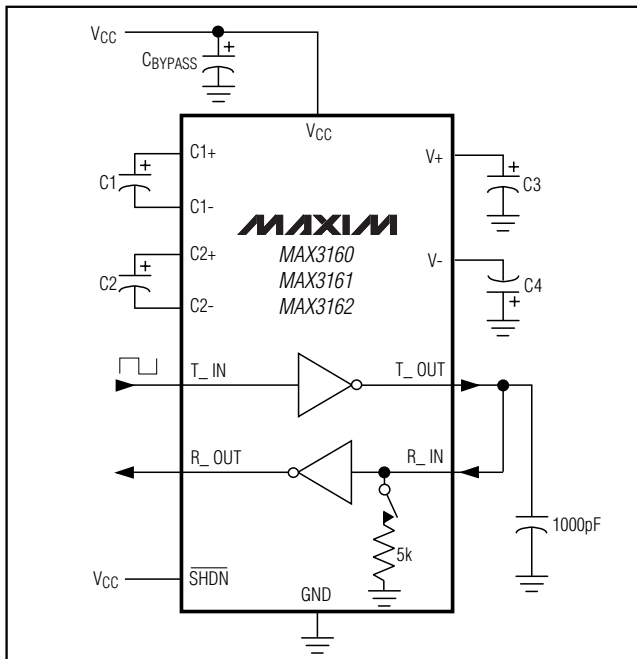 VCC
CBYPASS
+
VCC
C1+
V+
+
C1
+
C3
C1-
MAXIM
C2+
MAX3160
V-
C2
+
MAX3161
C4
+
C2-
MAX3162
T_ IN
T_ OUT
R_ OUT
R_ IN
1000pF
5k
VCC
SHDN
GND